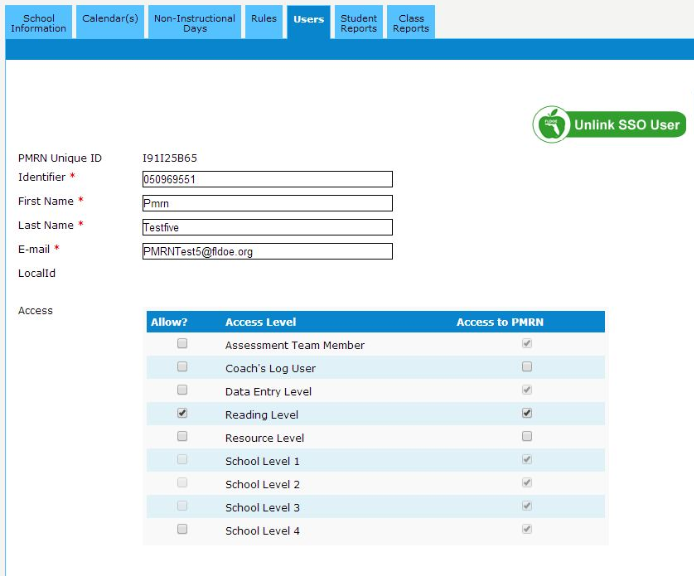 School Information
Calendar(s)
Non-Instructional Days
Rules
Users
Student Reports
Class Reports
Unlink SSO User
PMRN Unique ID I91I25B65
Identifier * 050969551
First Name * Pmrn
Last Name * Testfive
E-mail * PMRNTest5@fldoe.org
LocalId
Access
Allow? Access Level Access to PMRN
Assessment Team Member
Coach's Log User
Data Entry Level
Reading Level
Resource Level
School Level 1
School Level 2
School Level 3
School Level 4